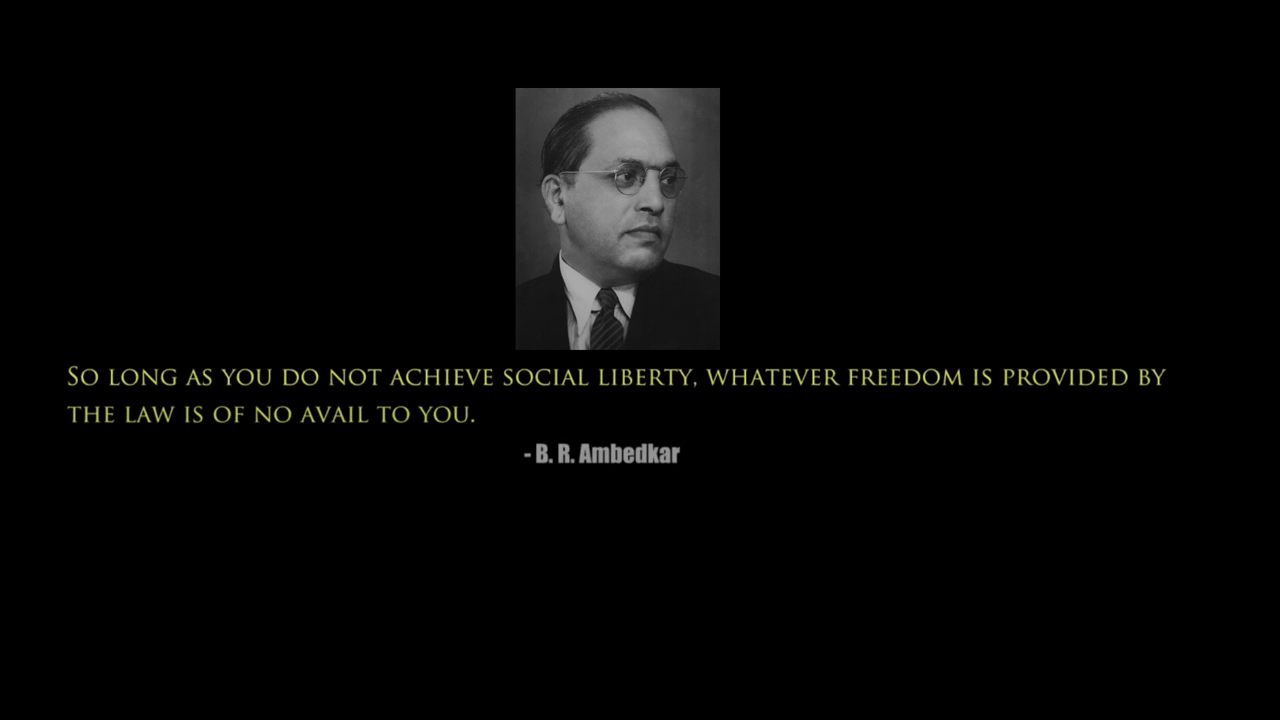 So long as you do not achieve social liberty, whatever freedom is provided by
the law is of no avail to you.
- B. R. Ambedkar